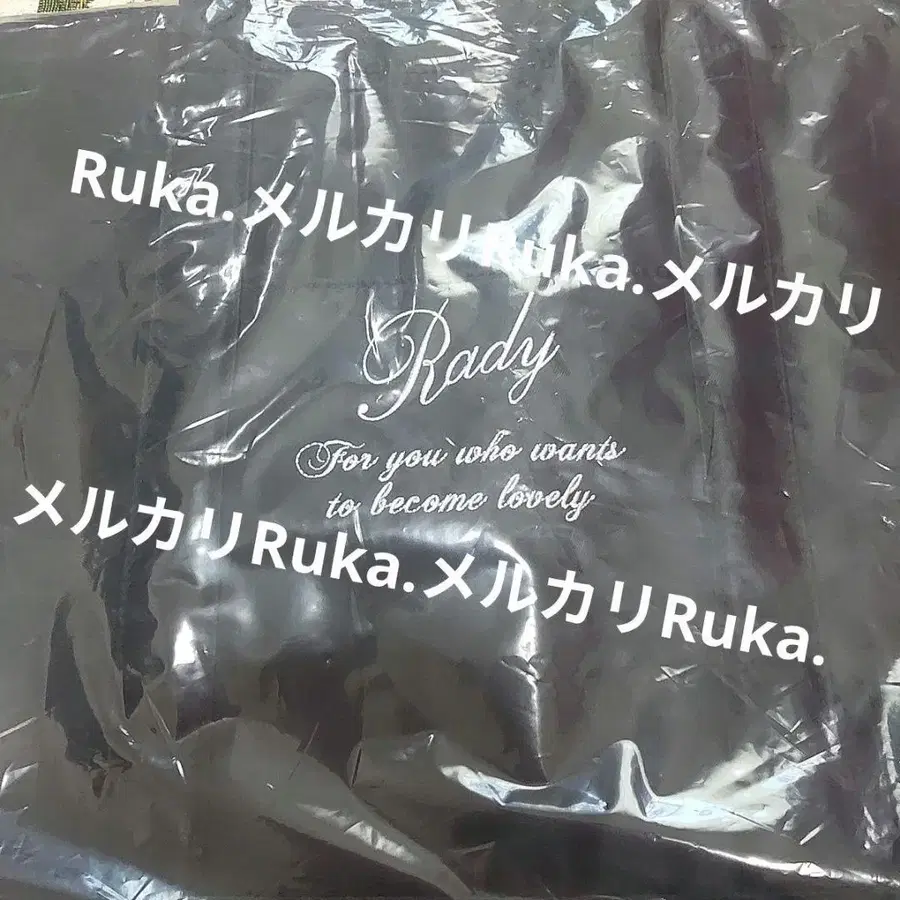 Ruka.メルカリRuka.メルカリ
Rady
For you who wants
to become lovely
メルカリRuka.メルカリRuka.